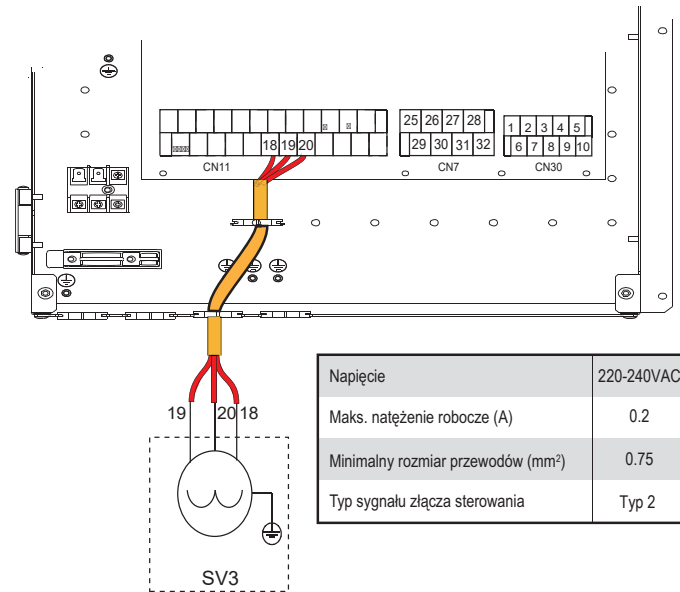 25 26 27 28
1 2 3 4 5
18 19 20
29 30 31 32
6 7 8 9 10
CN11
CN7
CN30
19 20 18
SV3
Napięcie 220-240VAC
Maks. natężenie robocze (A) 0.2
Minimalny rozmiar przewodów (mm²) 0.75
Typ sygnału złącza sterowania Typ 2